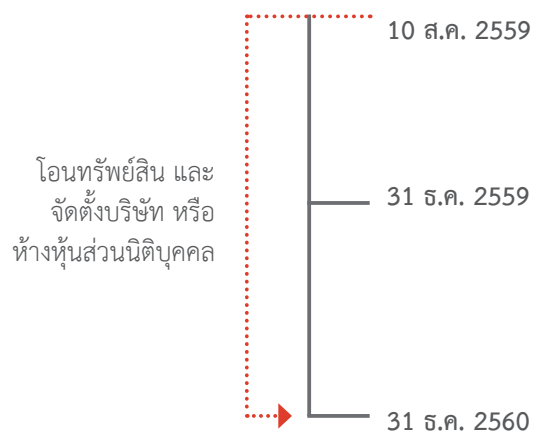 10 ส.ค. 2559
โอนทรัพย์สิน และ
จัดตั้งบริษัท หรือ
ห้างหุ้นส่วนนิติบุคคล
31 ธ.ค. 2559
31 ธ.ค. 2560